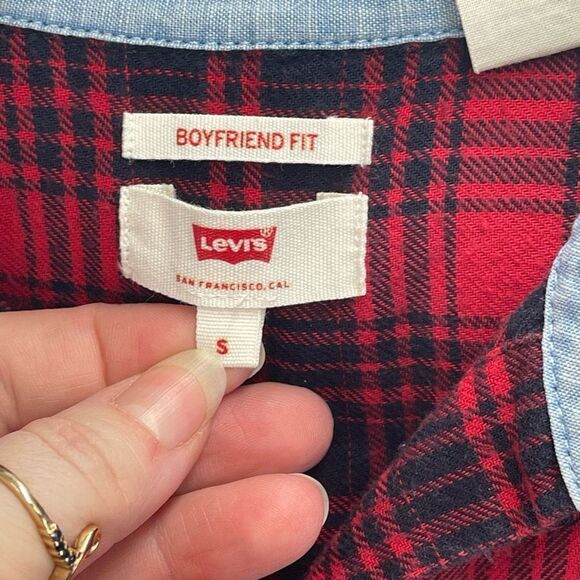 BOYFRIEND FIT
Levi's®
SAN FRANCISCO, CAL
S